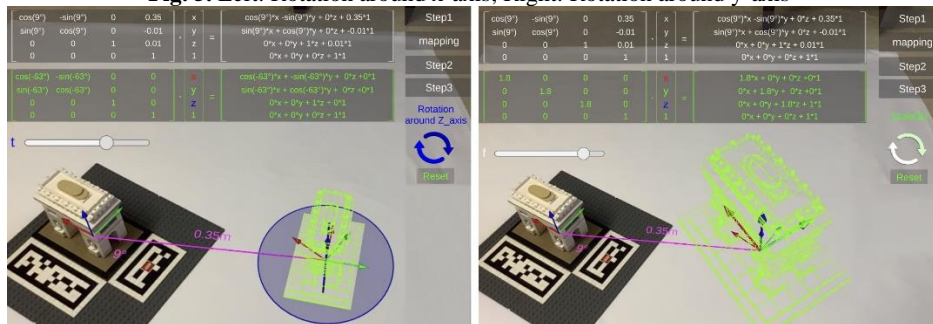 Fig. 5. Left: Rotation around x-axis, Right: Rotation around y-axis
cos(9°) -sin(9°) 0 0.35 x cos(9°)*x -sin(9°)*y + 0*z + 0.35*1
sin(9°) cos(9°) 0 -0.01 y sin(9°)*x + cos(9°)*y + 0*z + -0.01*1
0 0 1 0.01 · z = 0*x + 0*y + 1*z + 0.01*1
0 0 0 1 1 0*x + 0*y + 0*z + 1*1
cos(-63°) -sin(-63°) 0 0 x cos(-63°)*x + -sin(-63°)*y + 0*z +0*1
sin(-63°) cos(-63°) 0 0 · y = sin(-63°)*x + cos(-63°)*y + 0*z +0*1
0 0 1 0 z 0*x + 0*y + 1*z + 0*1
0 0 0 1 1 0*x + 0*y + 0*z + 1*1
Step1
mapping
Step2
Step3
Rotation
around Z_axis
Reset
t
0.35m
9°
cos(9°) -sin(9°) 0 0.35 x cos(9°)*x -sin(9°)*y + 0*z + 0.35*1
sin(9°) cos(9°) 0 -0.01 y sin(9°)*x + cos(9°)*y + 0*z + -0.01*1
0 0 1 0.01 · z = 0*x + 0*y + 1*z + 0.01*1
0 0 0 1 1 0*x + 0*y + 0*z + 1*1
1.8 0 0 0 x 1.8*x + 0*y + 0*z +0*1
0 1.8 0 0 · y = 0*x + 1.8*y + 0*z +0*1
0 0 1.8 0 z 0*x + 0*y + 1.8*z + 1*1
0 0 0 1 1 0*x + 0*y + 0*z + 1*1
Step1
mapping
Step2
Step3
Reset
0.35m
9°